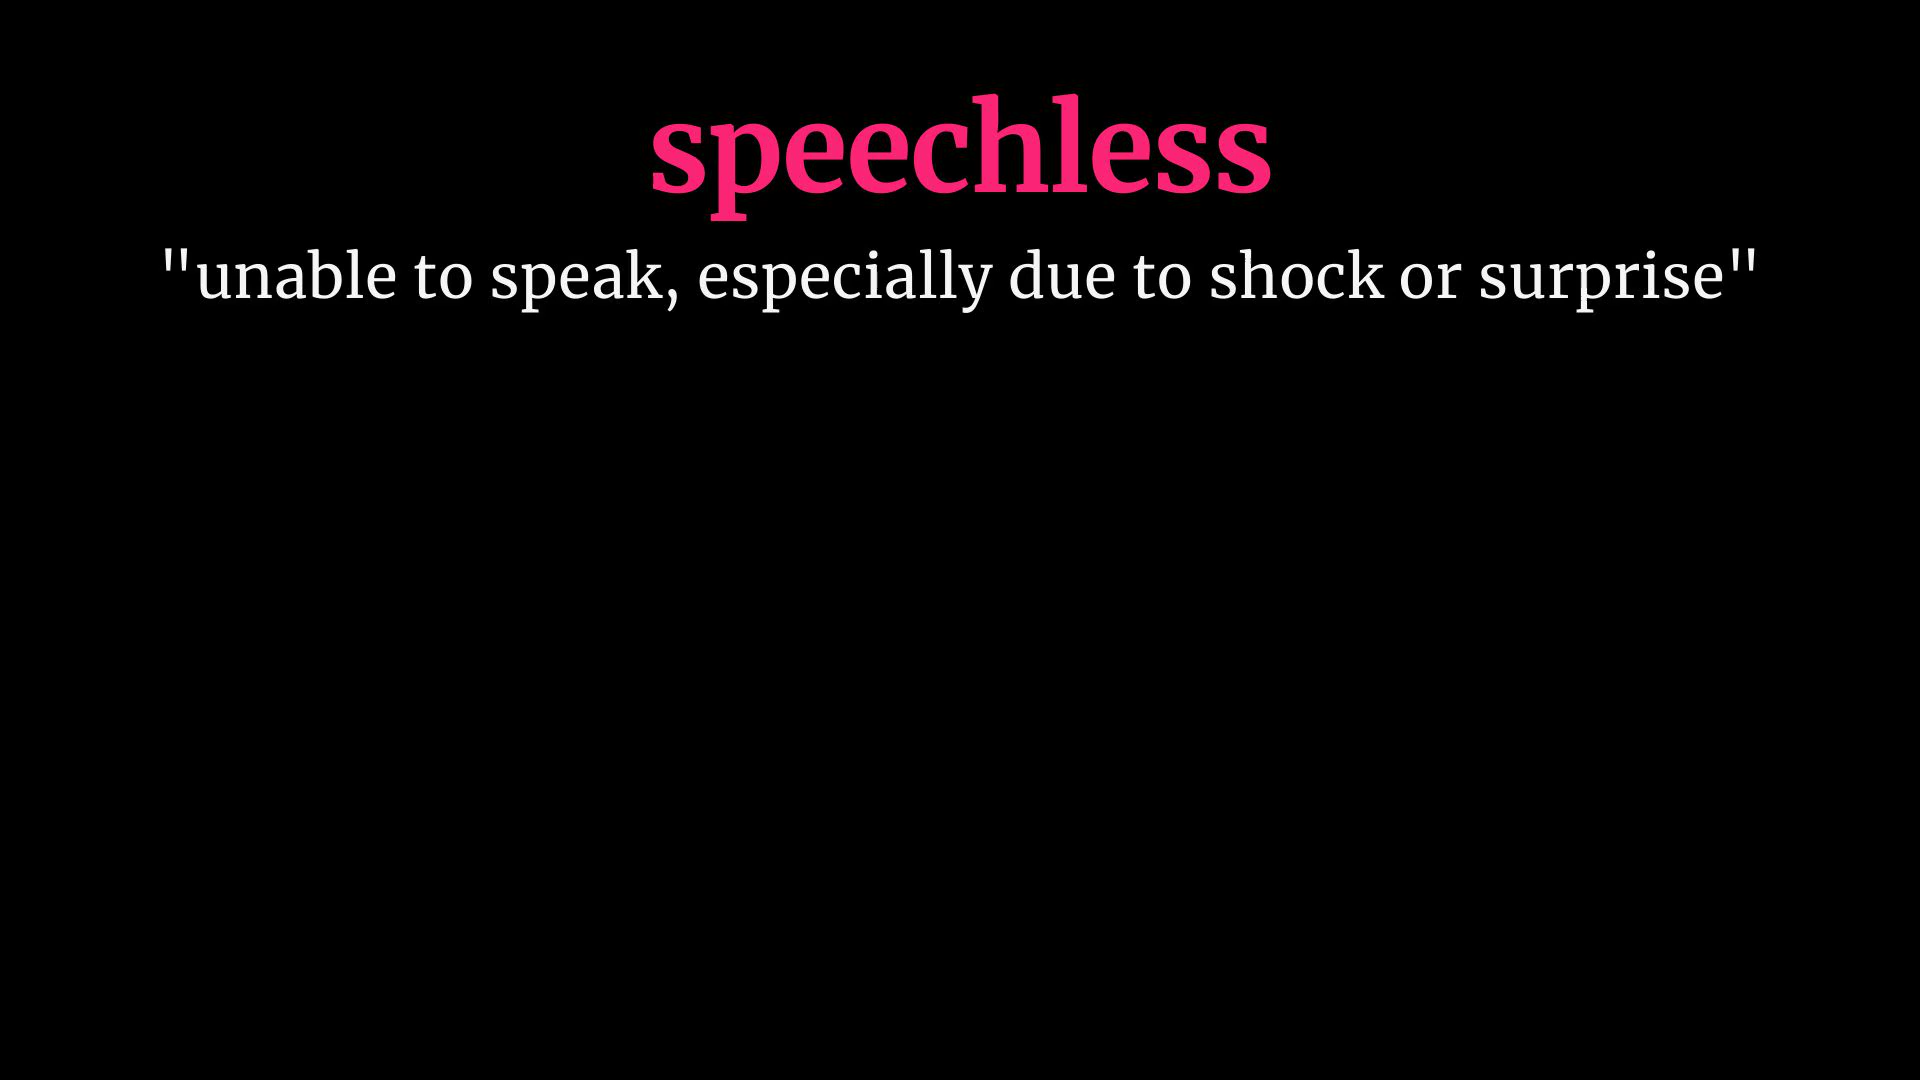 speechless
"unable to speak, especially due to shock or surprise"